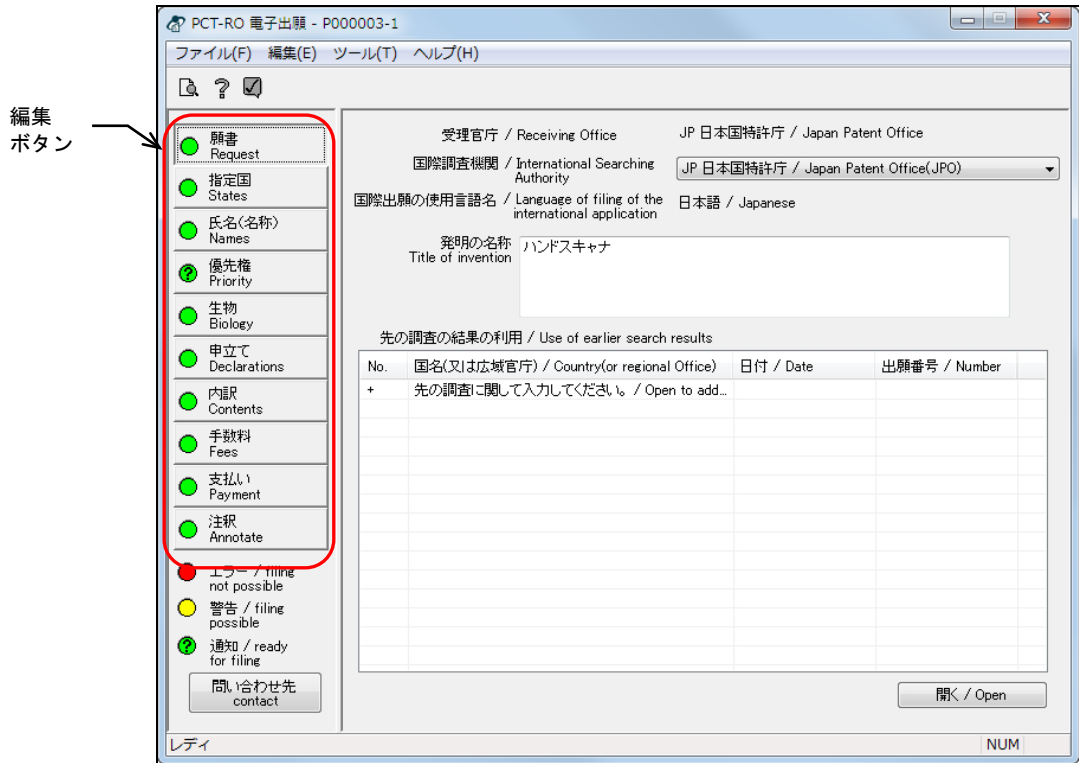 PCT-RO 電子出願 - P000003-1
ファイル(F) 編集(E) ツール(T) ヘルプ(H)
編集
ボタン
願書
Request
指定国
States
氏名(名称)
Names
優先権
Priority
生物
Biology
申立て
Declarations
内訳
Contents
手数料
Fees
支払い
Payment
注釈
Annotate
エラー / filing
not possible
警告 / filing
possible
通知 / ready
for filing
問い合わせ先
contact
受理官庁 / Receiving Office JP 日本国特許庁 / Japan Patent Office
国際調査機関 / International Searching
Authority
JP 日本国特許庁 / Japan Patent Office(JPO)
国際出願の使用言語名 / Language of filing of the
international application
日本語 / Japanese
発明の名称
Title of invention
ハンドスキャナ
先の調査の結果の利用 / Use of earlier search results
No. 国名(又は広域官庁) / Country(or regional Office) 日付 / Date 出願番号 / Number
+ 先の調査に関して入力してください。 / Open to add...
開く / Open
レディ NUM